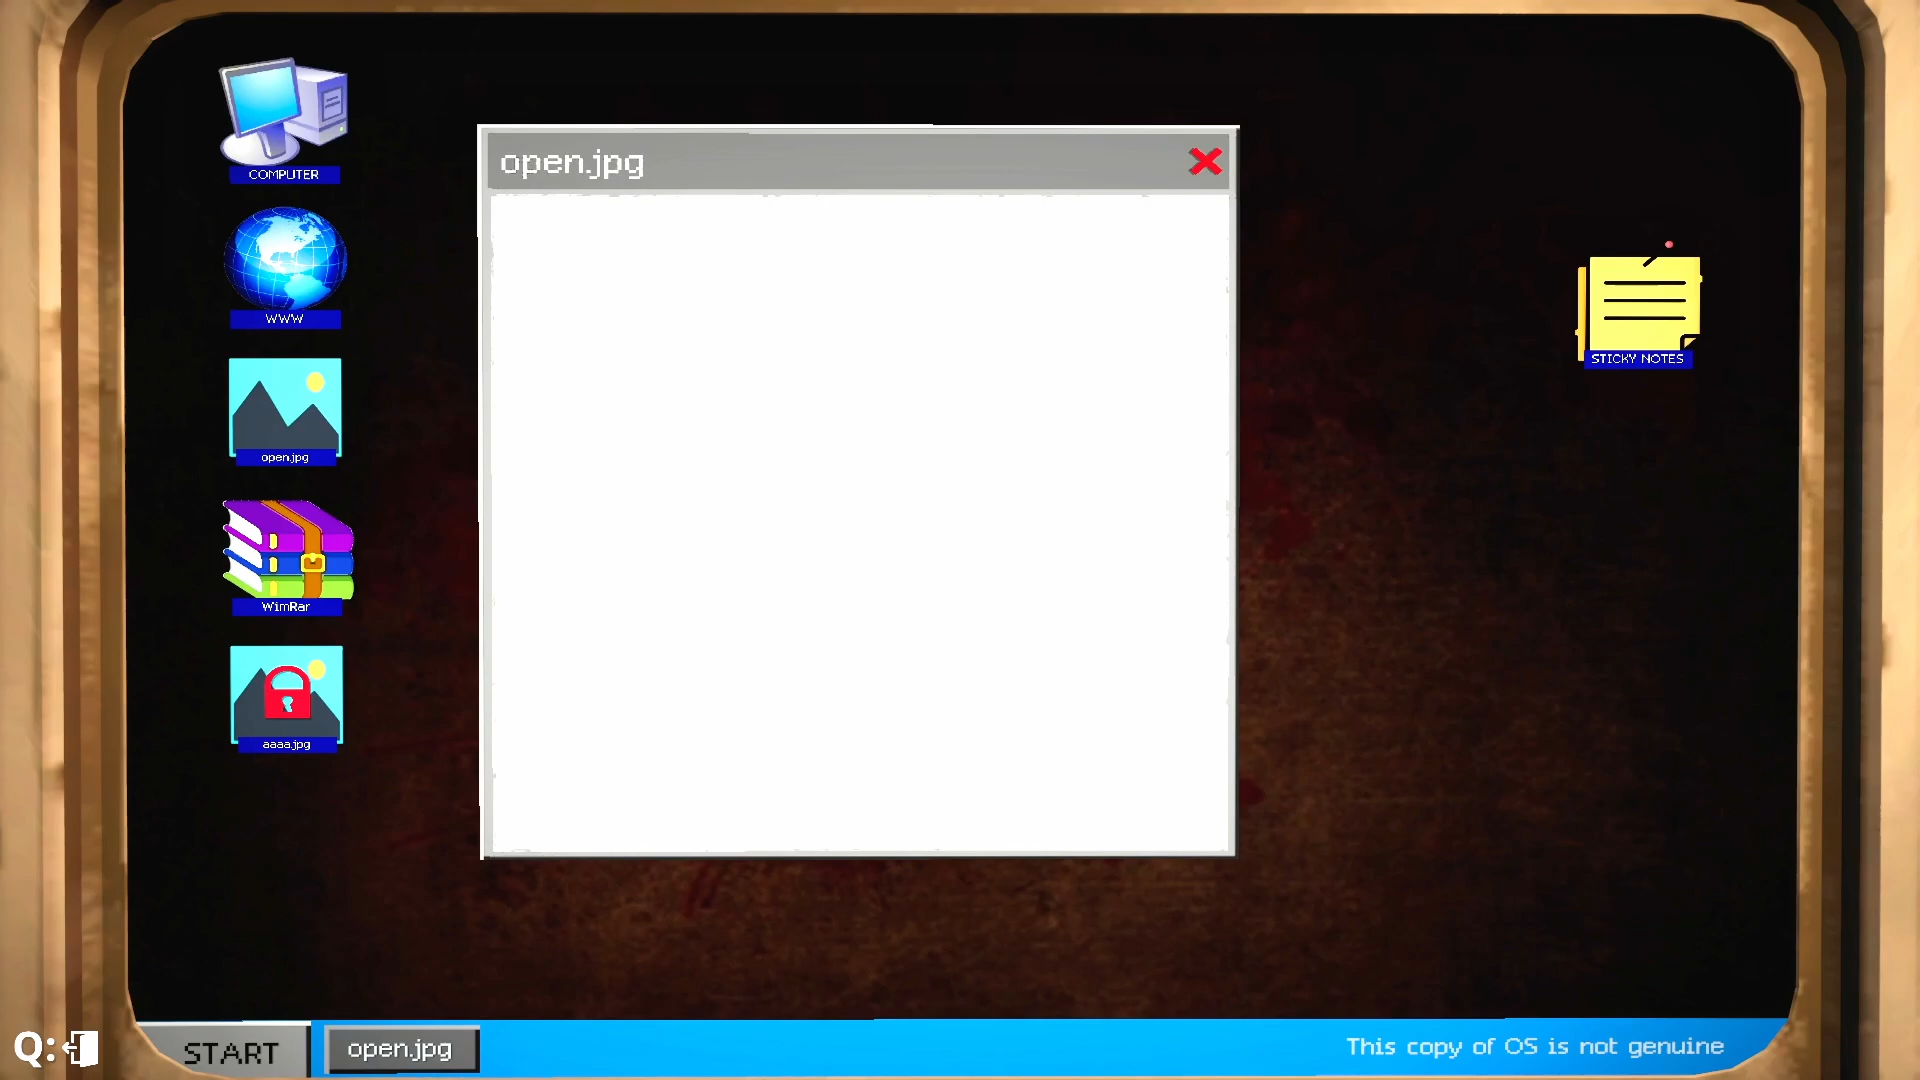 COMPUTER
WWW
open.jpg
WimRar
aaaa.jpg
open.jpg
STICKY NOTES
Q:
START
open.jpg
This copy of OS is not genuine